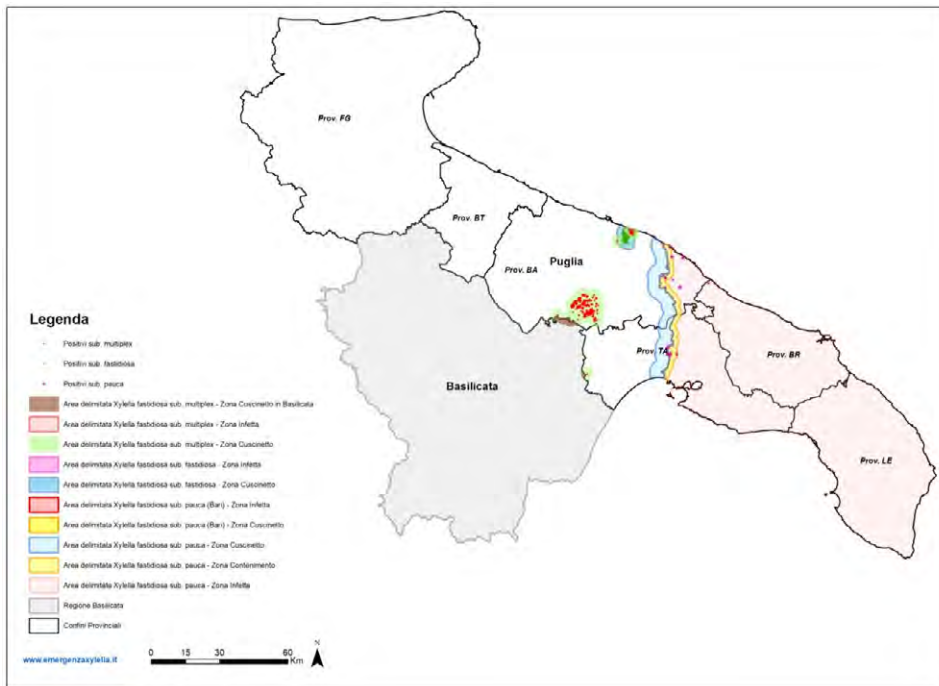 Prov. FG
Prov. BT
Prov. BA
Puglia
Prov. TA
Prov. BR
Basilicata
Prov. LE
Legenda
Positivi sub. multiplex
Positivi sub. fastidiosa
Positivi sub. pauca
Area delimitata Xylella fastidiosa sub. multiplex - Zona Cuscinetto in Basilicata
Area delimitata Xylella fastidiosa sub. multiplex - Zona Infetta
Area delimitata Xylella fastidiosa sub. multiplex - Zona Cuscinetto
Area delimitata Xylella fastidiosa sub. fastidiosa - Zona Infetta
Area delimitata Xylella fastidiosa sub. fastidiosa - Zona Cuscinetto
Area delimitata Xylella fastidiosa sub. pauca (Bari) - Zona Infetta
Area delimitata Xylella fastidiosa sub. pauca (Bari) - Zona Cuscinetto
Area delimitata Xylella fastidiosa sub. pauca - Zona Cuscinetto
Area delimitata Xylella fastidiosa sub. pauca - Zona Contenimento
Area delimitata Xylella fastidiosa sub. pauca - Zona Infetta
Regione Basilicata
Confini Provinciali
www.emergenzaxylella.it
0 15 30 60
Km
N